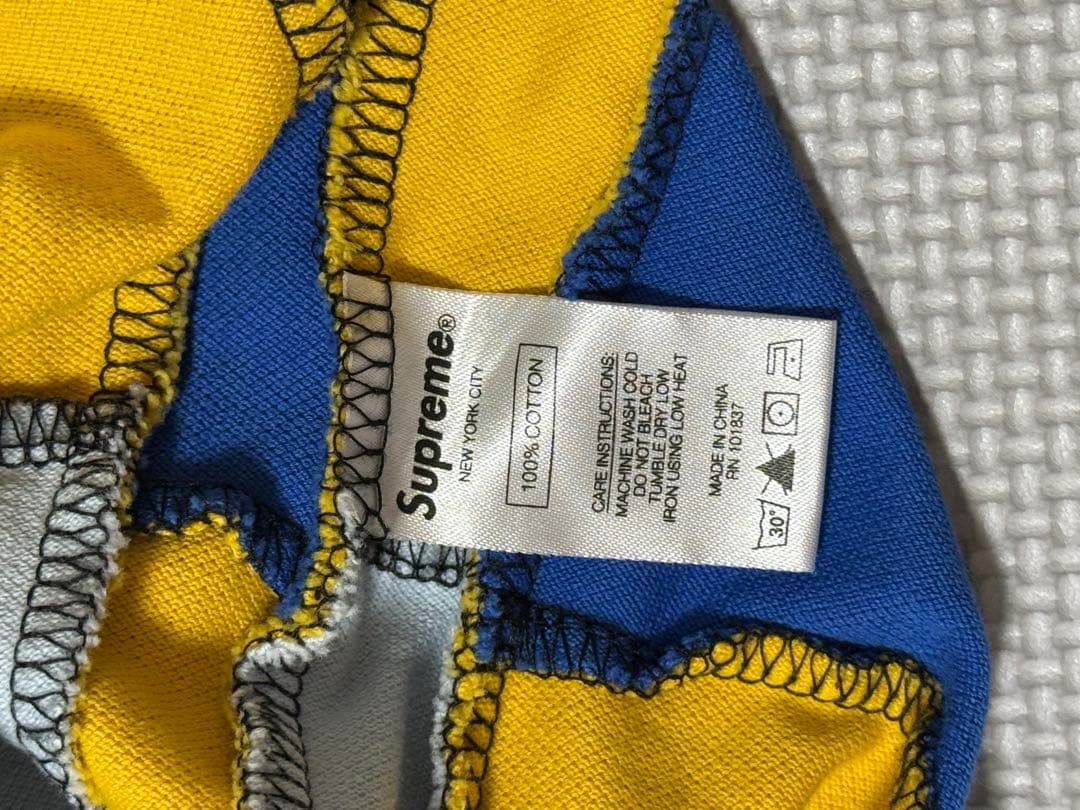 Supreme®
NEW YORK CITY
100% COTTON
CARE INSTRUCTIONS:
MACHINE WASH COLD
DO NOT BLEACH
TUMBLE DRY LOW
IRON USING LOW HEAT
MADE IN CHINA
RN 101837
30°